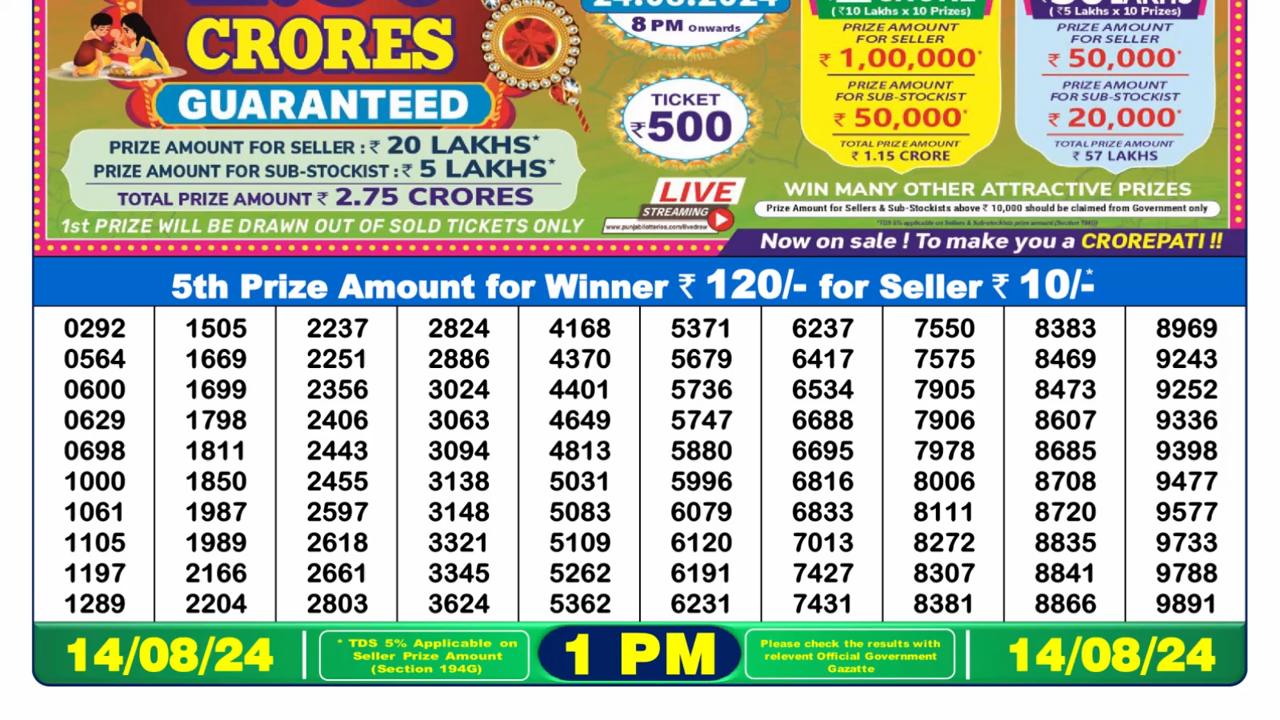 CRORES
GUARANTEED
PRIZE AMOUNT FOR SELLER : ₹ 20 LAKHS*
PRIZE AMOUNT FOR SUB-STOCKIST : ₹ 5 LAKHS*
TOTAL PRIZE AMOUNT ₹ 2.75 CRORES
1st PRIZE WILL BE DRAWN OUT OF SOLD TICKETS ONLY
24.08.2024
8 PM Onwards
TICKET
₹500
LIVE
STREAMING
www.punjablotteries.com/livedraw
(₹10 Lakhs x 10 Prizes)
PRIZE AMOUNT
FOR SELLER
₹ 1,00,000*
PRIZE AMOUNT
FOR SUB-STOCKIST
₹ 50,000*
TOTAL PRIZE AMOUNT
₹ 1.15 CRORE
(₹5 Lakhs x 10 Prizes)
PRIZE AMOUNT
FOR SELLER
₹ 50,000*
PRIZE AMOUNT
FOR SUB-STOCKIST
₹ 20,000*
TOTAL PRIZE AMOUNT
₹ 57 LAKHS
WIN MANY OTHER ATTRACTIVE PRIZES
Prize Amount for Sellers & Sub-Stockists above ₹ 10,000 should be claimed from Government only
Now on sale ! To make you a CROREPATI !!
5th Prize Amount for Winner ₹ 120/- for Seller ₹ 10/-*
0292 1505 2237 2824 4168 5371 6237 7550 8383 8969
0564 1669 2251 2886 4370 5679 6417 7575 8469 9243
0600 1699 2356 3024 4401 5736 6534 7905 8473 9252
0629 1798 2406 3063 4649 5747 6688 7906 8607 9336
0698 1811 2443 3094 4813 5880 6695 7978 8685 9398
1000 1850 2455 3138 5031 5996 6816 8006 8708 9477
1061 1987 2597 3148 5083 6079 6833 8111 8720 9577
1105 1989 2618 3321 5109 6120 7013 8272 8835 9733
1197 2166 2661 3345 5262 6191 7427 8307 8841 9788
1289 2204 2803 3624 5362 6231 7431 8381 8866 9891
14/08/24
* TDS 5% Applicable on
Seller Prize Amount
(Section 194G)
1 PM
Please check the results with
relevent Official Government
Gazatte
14/08/24